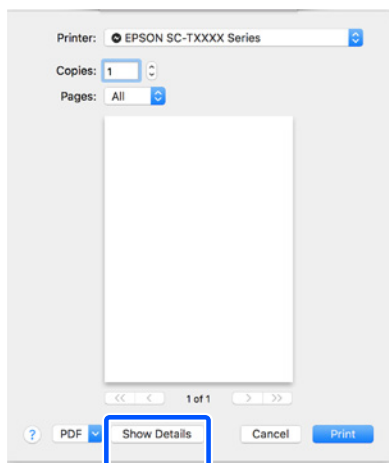 Printer: EPSON SC-TXXXX Series
Copies: 1
Pages: All
<< < 1 of 1 > >>
? PDF Show Details Cancel Print